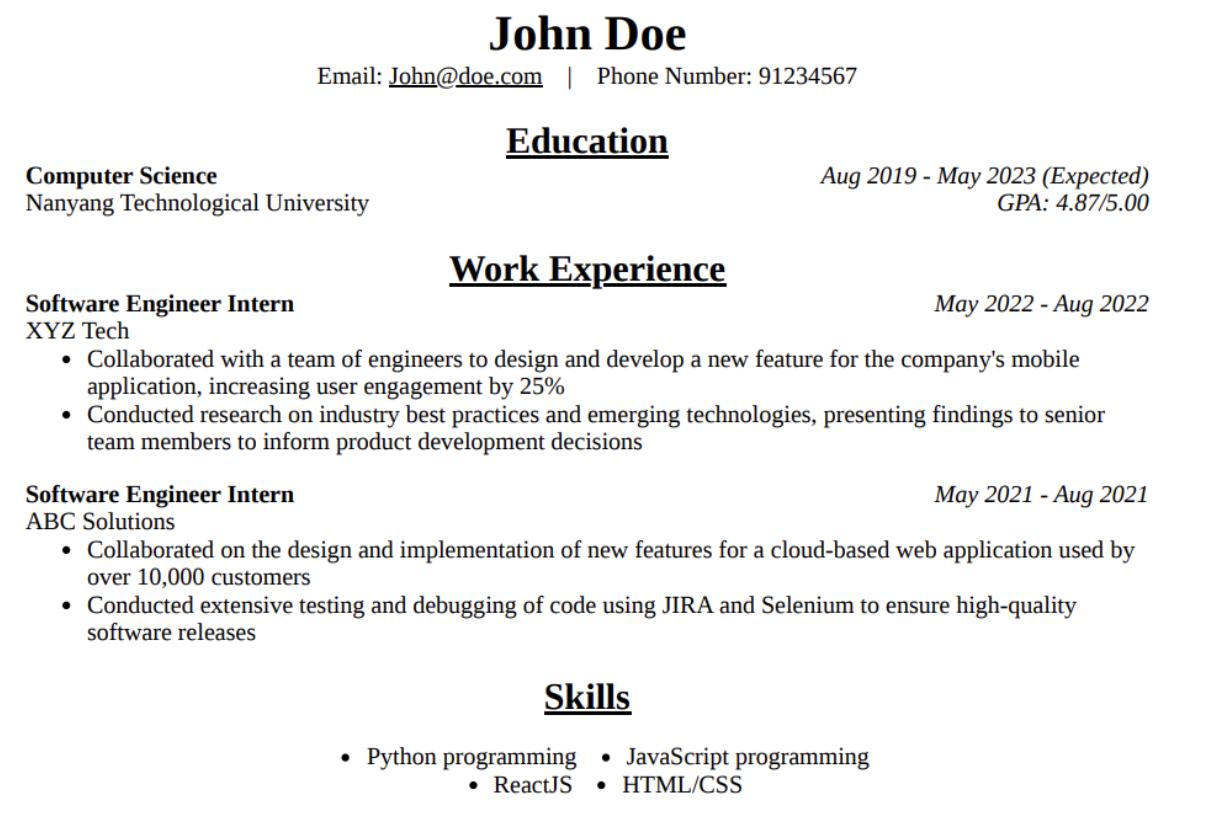 John Doe
Email: John@doe.com | Phone Number: 91234567
Education
Computer Science Aug 2019 - May 2023 (Expected)
Nanyang Technological University GPA: 4.87/5.00
Work Experience
Software Engineer Intern May 2022 - Aug 2022
XYZ Tech
• Collaborated with a team of engineers to design and develop a new feature for the company's mobile
application, increasing user engagement by 25%
• Conducted research on industry best practices and emerging technologies, presenting findings to senior
team members to inform product development decisions
Software Engineer Intern May 2021 - Aug 2021
ABC Solutions
• Collaborated on the design and implementation of new features for a cloud-based web application used by
over 10,000 customers
• Conducted extensive testing and debugging of code using JIRA and Selenium to ensure high-quality
software releases
Skills
• Python programming • JavaScript programming
• ReactJS • HTML/CSS